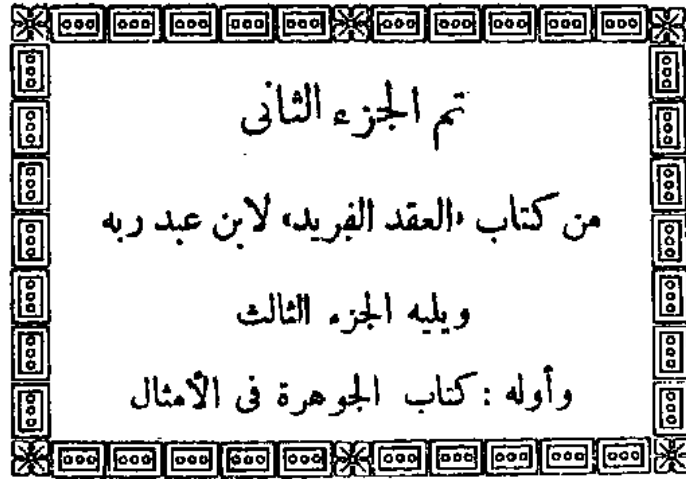 تم الجزء الثانى
من كتاب «العقد الفريد» لابن عبد ربه
ويليه الجزء الثالث
وأوله : كتاب الجوهرة فى الأمثال